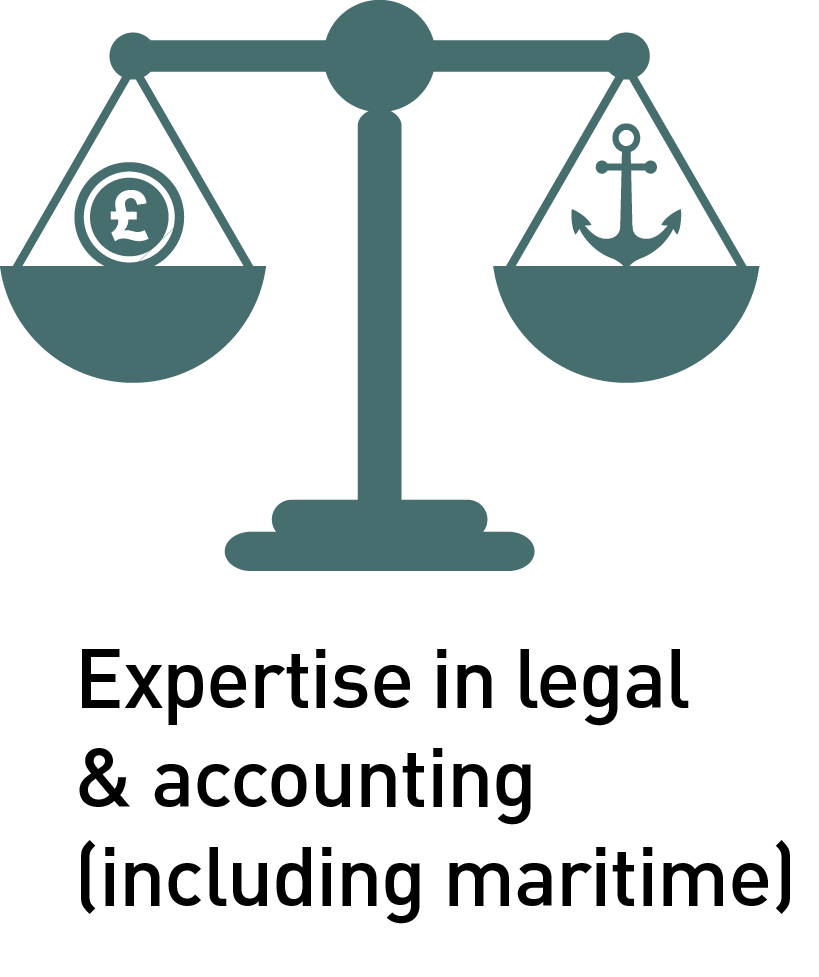 £
Expertise in legal
& accounting
(including maritime)